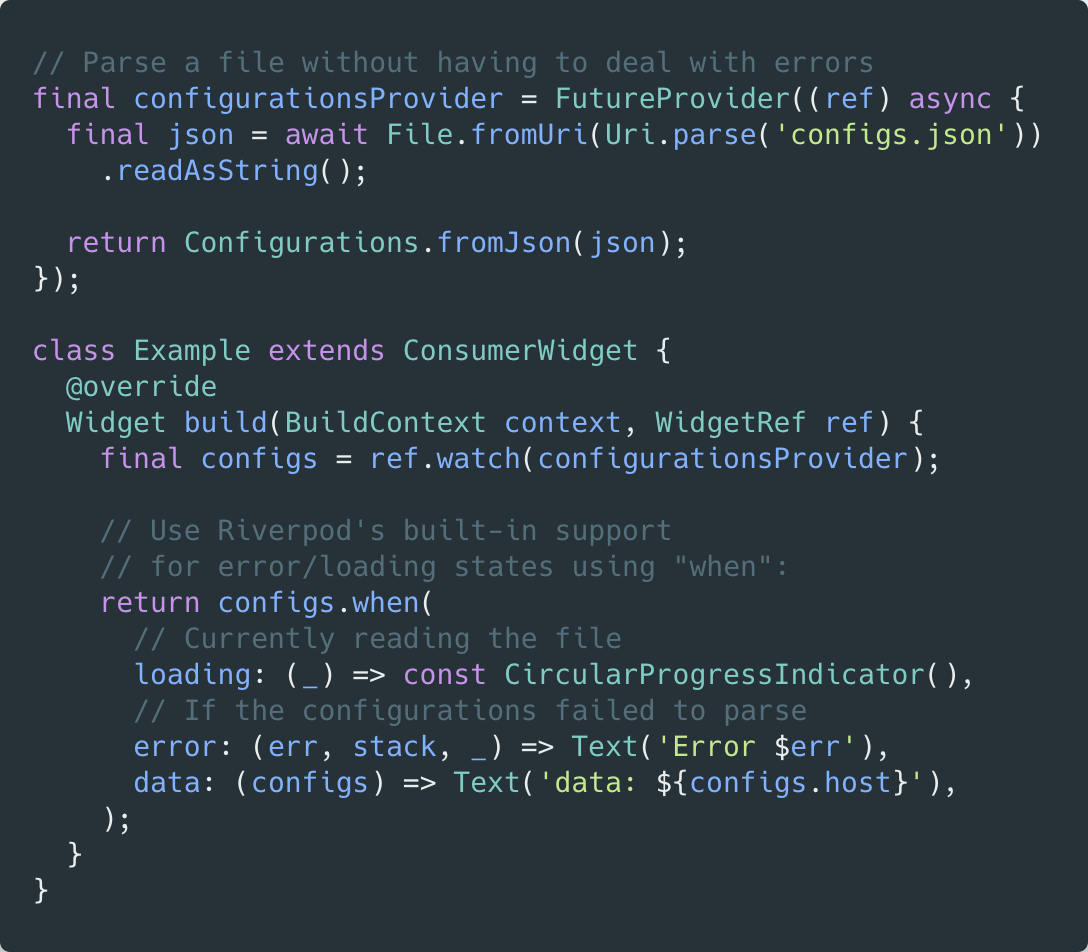 // Parse a file without having to deal with errors
final configurationsProvider = FutureProvider((ref) async {
  final json = await File.fromUri(Uri.parse('configs.json'))
    .readAsString();

  return Configurations.fromJson(json);
});

class Example extends ConsumerWidget {
  @override
  Widget build(BuildContext context, WidgetRef ref) {
    final configs = ref.watch(configurationsProvider);

    // Use Riverpod's built-in support
    // for error/loading states using "when":
    return configs.when(
      // Currently reading the file
      loading: (_) => const CircularProgressIndicator(),
      // If the configurations failed to parse
      error: (err, stack, _) => Text('Error $err'),
      data: (configs) => Text('data: ${configs.host}'),
    );
  }
}